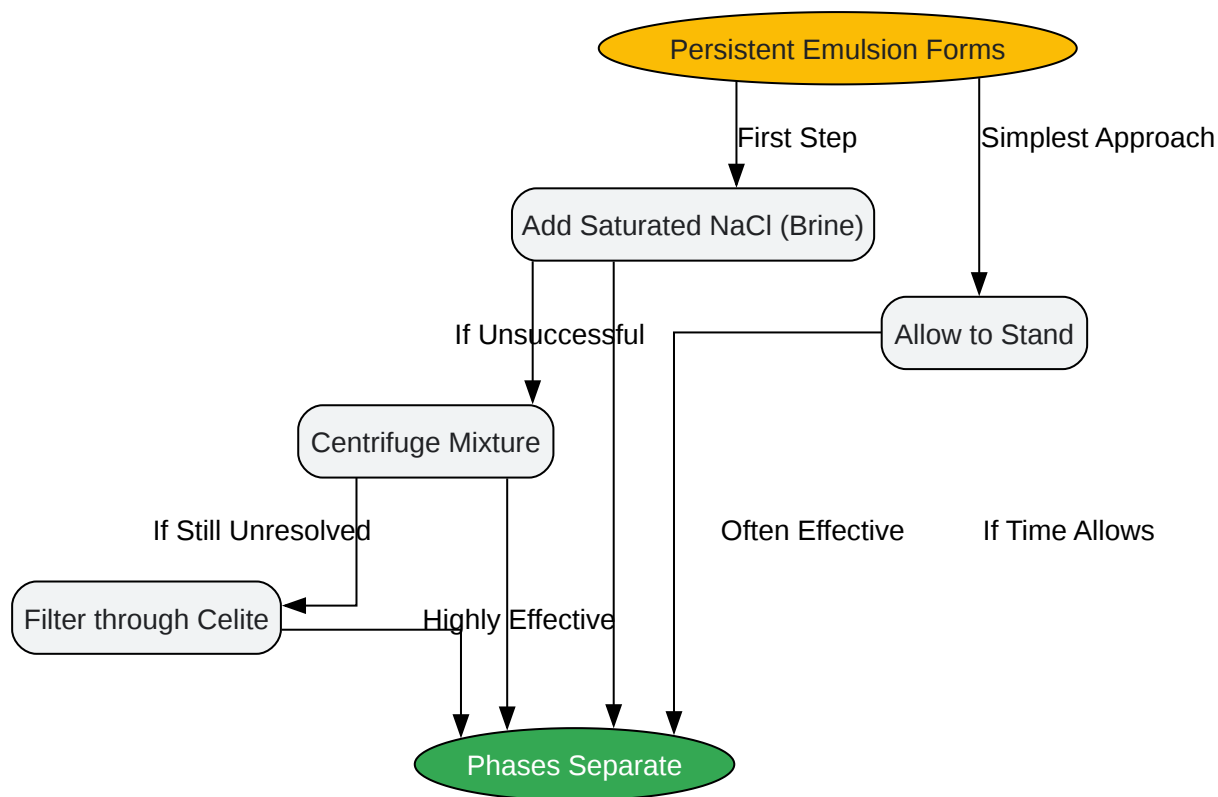 Persistent Emulsion Forms
First Step
Simplest Approach
Add Saturated NaCl (Brine)
If Unsuccessful
Allow to Stand
Centrifuge Mixture
If Still Unresolved
Often Effective
If Time Allows
Filter through Celite
Highly Effective
Phases Separate